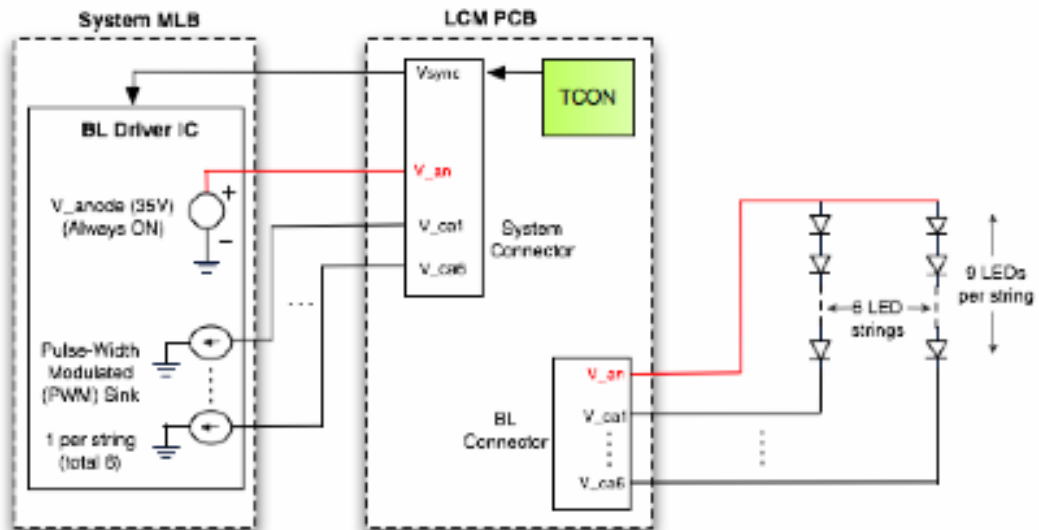 System MLB
LCM PCB
BL Driver IC
V_anode (35V)
(Always ON)
+
−
Pulse-Width
Modulated
(PWM) Sink
1 per string
(total 6)
...
Vsync
V_an
V_ca1
V_ca6
System
Connector
TCON
BL
Connector
V_an
V_ca1
V_ca6
6 LED
strings
9 LEDs
per string